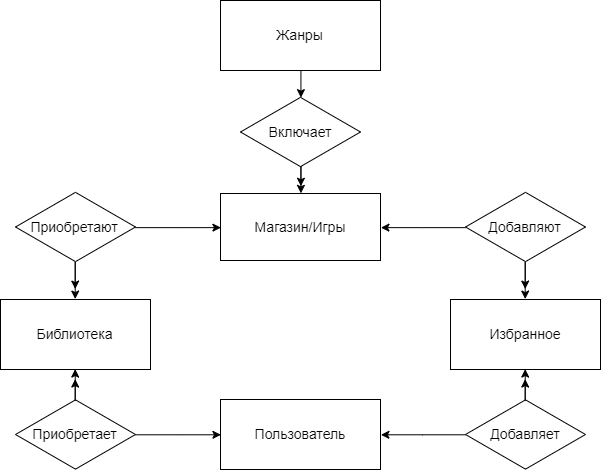 Жанры
Включает
Приобретают
Магазин/Игры
Добавляют
Библиотека
Избранное
Приобретает
Пользователь
Добавляет